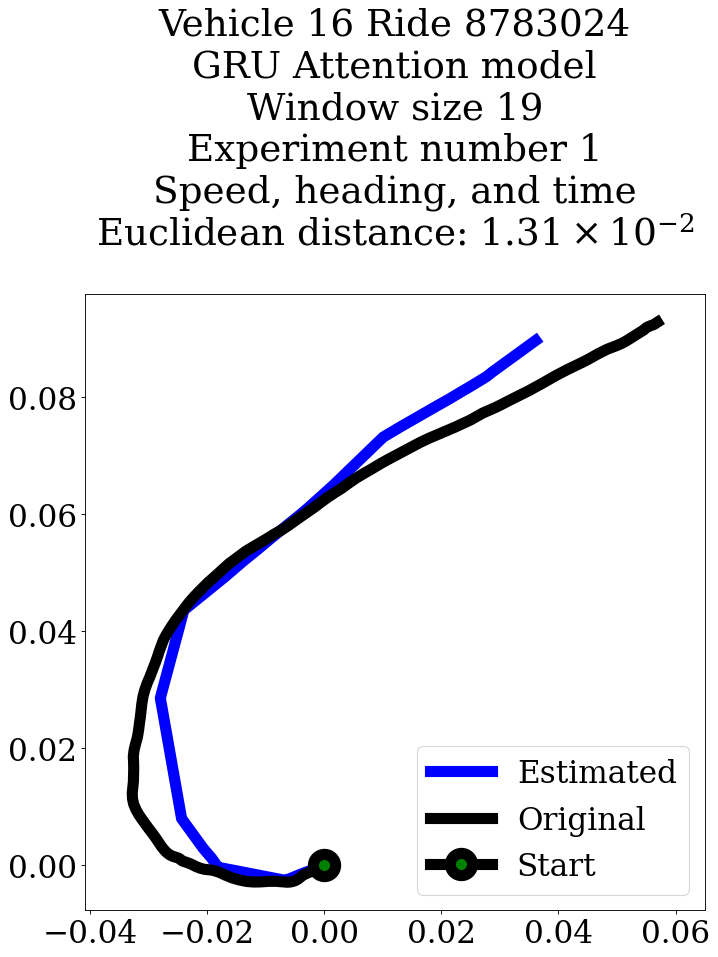 Vehicle 16 Ride 8783024
GRU Attention model
Window size 19
Experiment number 1
Speed, heading, and time
Euclidean distance: 1.31 × 10⁻²
0.08
0.06
0.04
0.02
0.00
Estimated
Original
Start
−0.04 −0.02 0.00 0.02 0.04 0.06